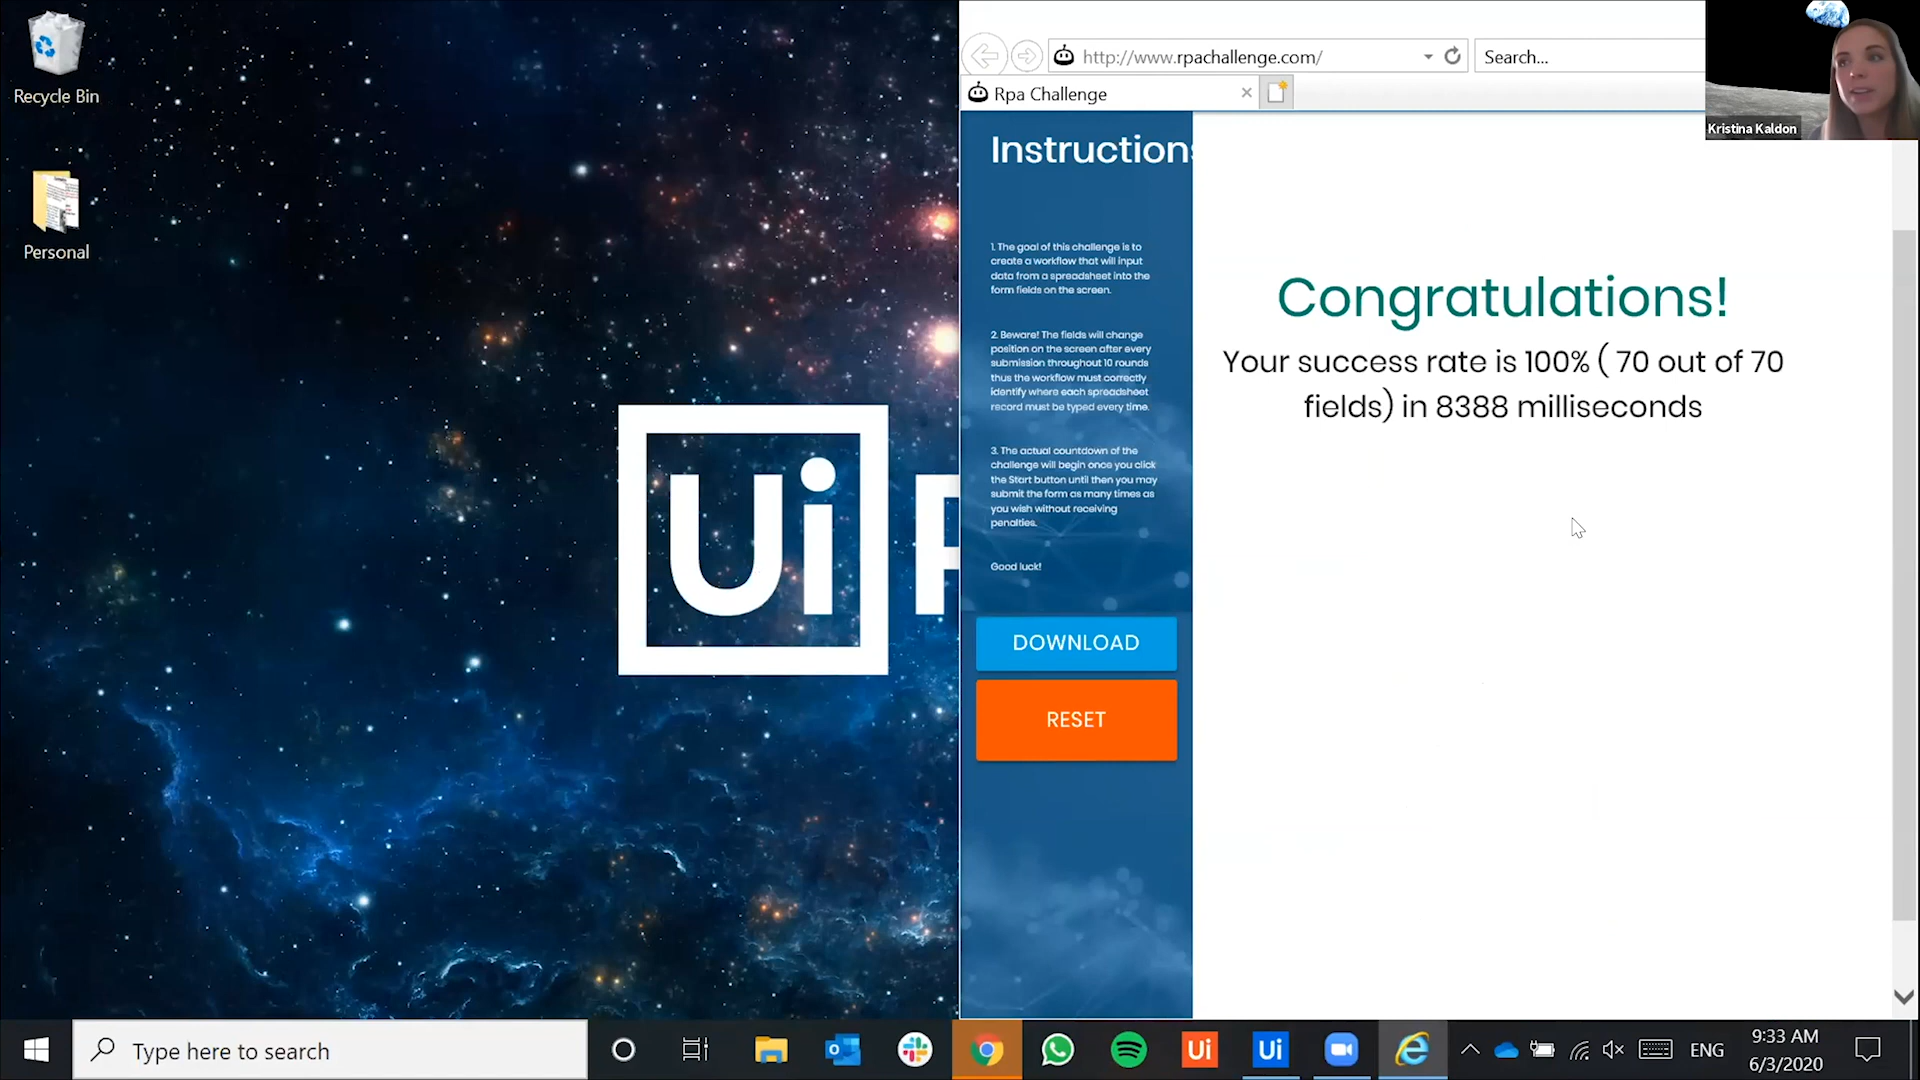 Recycle Bin
Personal
Ui P
http://www.rpachallenge.com/
Search...
Rpa Challenge
Kristina Kaldon
Instructions
1. The goal of this challenge is to
create a workflow that will input
data from a spreadsheet into the
form fields on the screen.
2. Beware! The fields will change
position on the screen after every
submission throughout 10 rounds
thus the workflow must correctly
identify where each spreadsheet
record must be typed every time.
3. The actual countdown of the
challenge will begin once you click
the Start button until then you may
submit the form as many times as
you wish without receiving
penalties.
Good luck!
DOWNLOAD
RESET
Congratulations!
Your success rate is 100% ( 70 out of 70
fields) in 8388 milliseconds
Type here to search
Ui
Ui
ENG
9:33 AM
6/3/2020